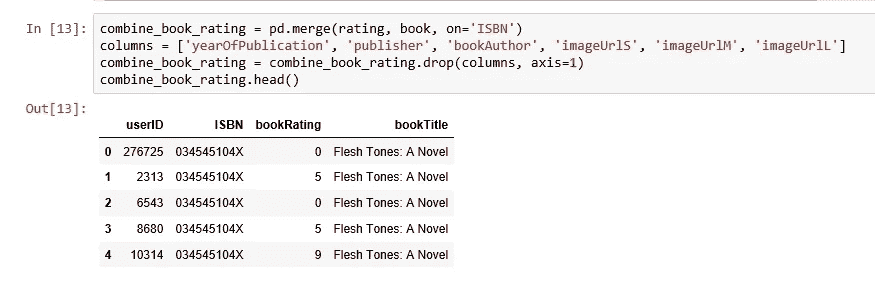 In [13]: combine_book_rating = pd.merge(rating, book, on='ISBN')
columns = ['yearOfPublication', 'publisher', 'bookAuthor', 'imageUrlS', 'imageUrlM', 'imageUrlL']
combine_book_rating = combine_book_rating.drop(columns, axis=1)
combine_book_rating.head()
Out[13]:
userID ISBN bookRating bookTitle
0 276725 034545104X 0 Flesh Tones: A Novel
1 2313 034545104X 5 Flesh Tones: A Novel
2 6543 034545104X 0 Flesh Tones: A Novel
3 8680 034545104X 5 Flesh Tones: A Novel
4 10314 034545104X 9 Flesh Tones: A Novel